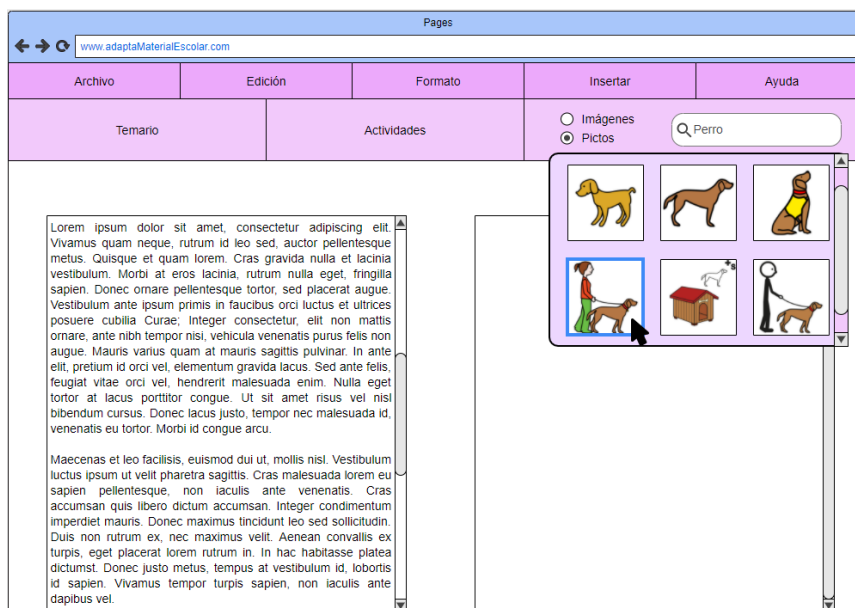 Pages
www.adaptaMaterialEscolar.com
Archivo
Edición
Formato
Insertar
Ayuda
Temario
Actividades
Imágenes
Pictos
Perro
+s
Lorem ipsum dolor sit amet, consectetur adipiscing elit.
Vivamus quam neque, rutrum id leo sed, auctor pellentesque
metus. Quisque et quam lorem. Cras gravida nulla et lacinia
vestibulum. Morbi at eros lacinia, rutrum nulla eget, fringilla
sapien. Donec ornare pellentesque tortor, sed placerat augue.
Vestibulum ante ipsum primis in faucibus orci luctus et ultrices
posuere cubilia Curae; Integer consectetur, elit non mattis
ornare, ante nibh tempor nisi, vehicula venenatis purus felis non
augue. Mauris varius quam at mauris sagittis pulvinar. In ante
elit, pretium id orci vel, elementum gravida lacus. Sed ante felis,
feugiat vitae orci vel, hendrerit malesuada enim. Nulla eget
tortor at lacus porttitor congue. Ut sit amet risus vel nisl
bibendum cursus. Donec lacus justo, tempor nec malesuada id,
venenatis eu tortor. Morbi id congue arcu.
Maecenas et leo facilisis, euismod dui ut, mollis nisl. Vestibulum
luctus ipsum ut velit pharetra sagittis. Cras malesuada lorem eu
sapien pellentesque, non iaculis ante venenatis. Cras
accumsan quis libero dictum accumsan. Integer condimentum
imperdiet mauris. Donec maximus tincidunt leo sed sollicitudin.
Duis non rutrum ex, nec maximus velit. Aenean convallis ex
turpis, eget placerat lorem rutrum in. In hac habitasse platea
dictumst. Donec justo metus, tempus at vestibulum id, lobortis
id sapien. Vivamus tempor turpis sapien, non iaculis ante
dapibus vel.